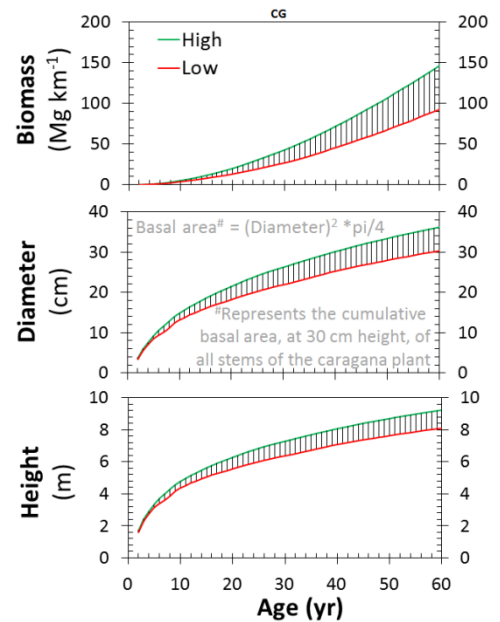 CG
200
200
High
Low
150
150
100
100
50
50
0
0
Biomass
(Mg km-1)
40
40
Basal area# = (Diameter)2 *pi/4
30
30
20
20
#Represents the cumulative
basal area, at 30 cm height, of
all stems of the caragana plant
10
10
0
0
Diameter
(cm)
10
10
8
8
6
6
4
4
2
2
0
0
Height
(m)
0 10 20 30 40 50 60
Age (yr)